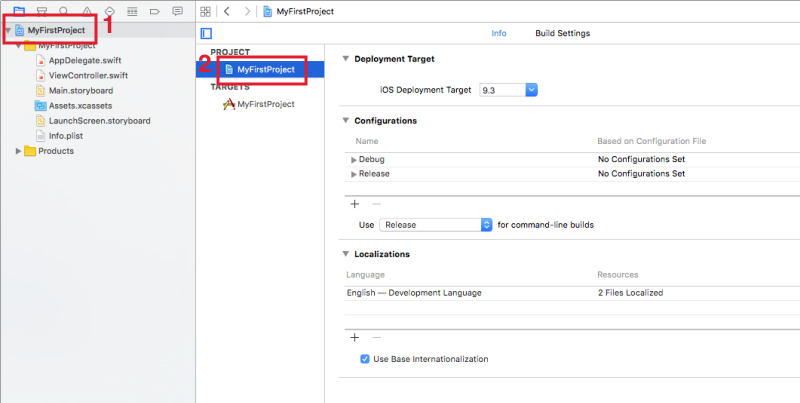 MyFirstProject
MyFirstProject 1
MyFirstProject
AppDelegate.swift
ViewController.swift
Main.storyboard
Assets.xcassets
LaunchScreen.storyboard
Info.plist
Products
PROJECT
2 MyFirstProject
TARGETS
MyFirstProject
Info Build Settings
Deployment Target
iOS Deployment Target 9.3
Configurations
Name Based on Configuration File
Debug No Configurations Set
Release No Configurations Set
+ −
Use Release for command-line builds
Localizations
Language Resources
English — Development Language 2 Files Localized
+ −
Use Base Internationalization